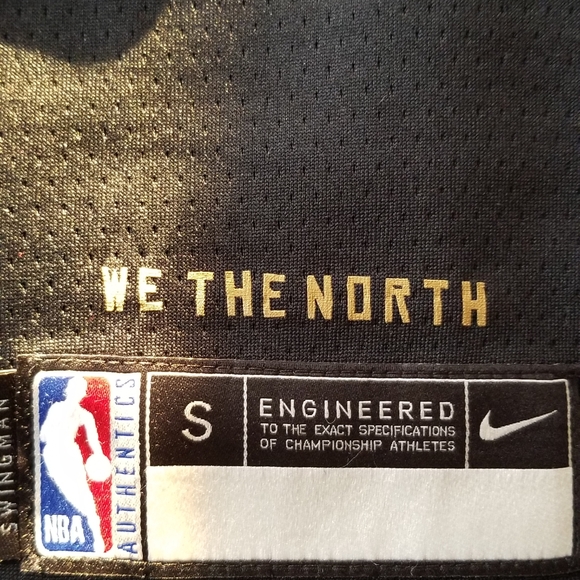 WE THE NORTH
SWINGMAN
NBA
AUTHENTICS
S
ENGINEERED
TO THE EXACT SPECIFICATIONS
OF CHAMPIONSHIP ATHLETES